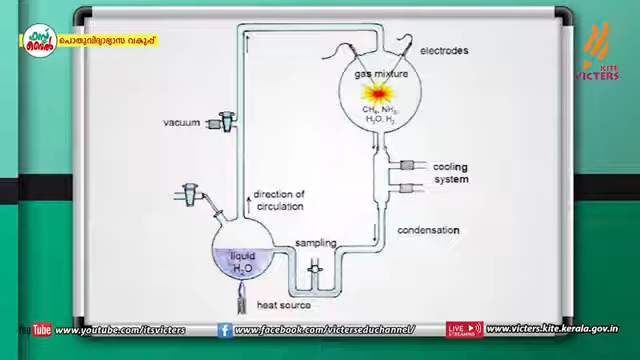 ഫസ്റ്റ്
ബെൽ
പൊതുവിദ്യാഭ്യാസ വകുപ്പ്
KITE
VICTERS
electrodes
gas mixture
CH₄, NH₃,
H₂O, H₂
vacuum
cooling
system
direction of
circulation
condensation
sampling
liquid
H₂O
heat source
YouTube
www.youtube.com/itsvicters
www.facebook.com/victerseduchannel/
LIVE
STREAMING
www.victers.kite.kerala.gov.in